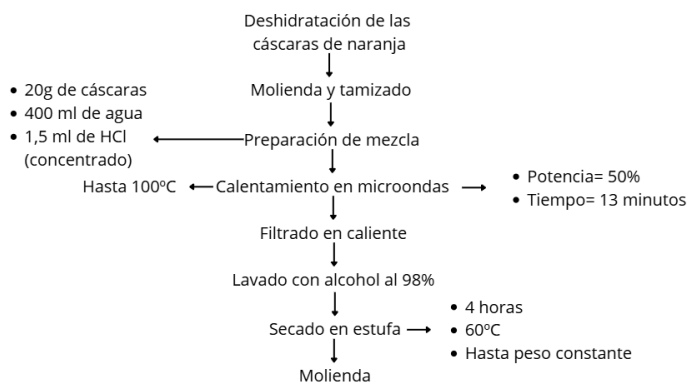 Deshidratación de las
cáscaras de naranja
Molienda y tamizado
• 20g de cáscaras
• 400 ml de agua
• 1,5 ml de HCl
(concentrado)
Preparación de mezcla
Hasta 100ºC
Calentamiento en microondas
• Potencia= 50%
• Tiempo= 13 minutos
Filtrado en caliente
Lavado con alcohol al 98%
Secado en estufa
• 4 horas
• 60ºC
• Hasta peso constante
Molienda